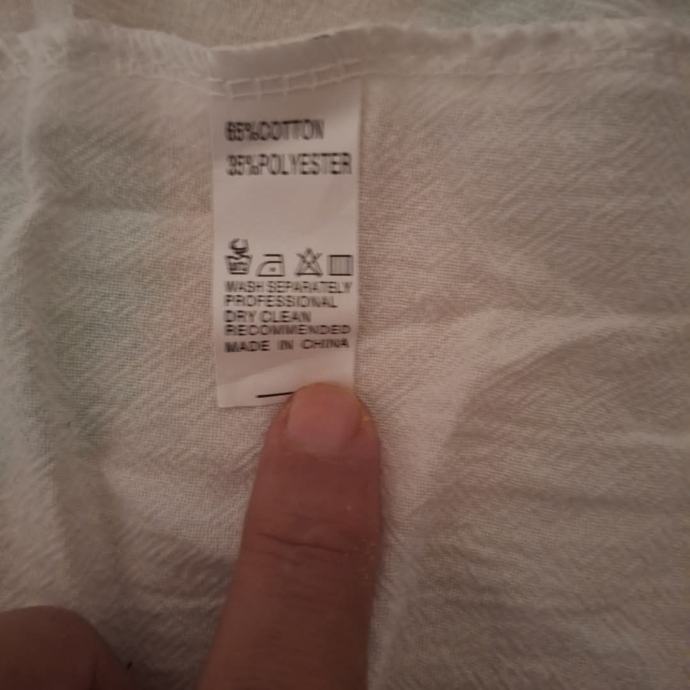 65%COTTON
35%POLYESTER
WASH SEPARATELY
PROFESSIONAL
DRY CLEAN
RECOMMENDED
MADE IN CHINA